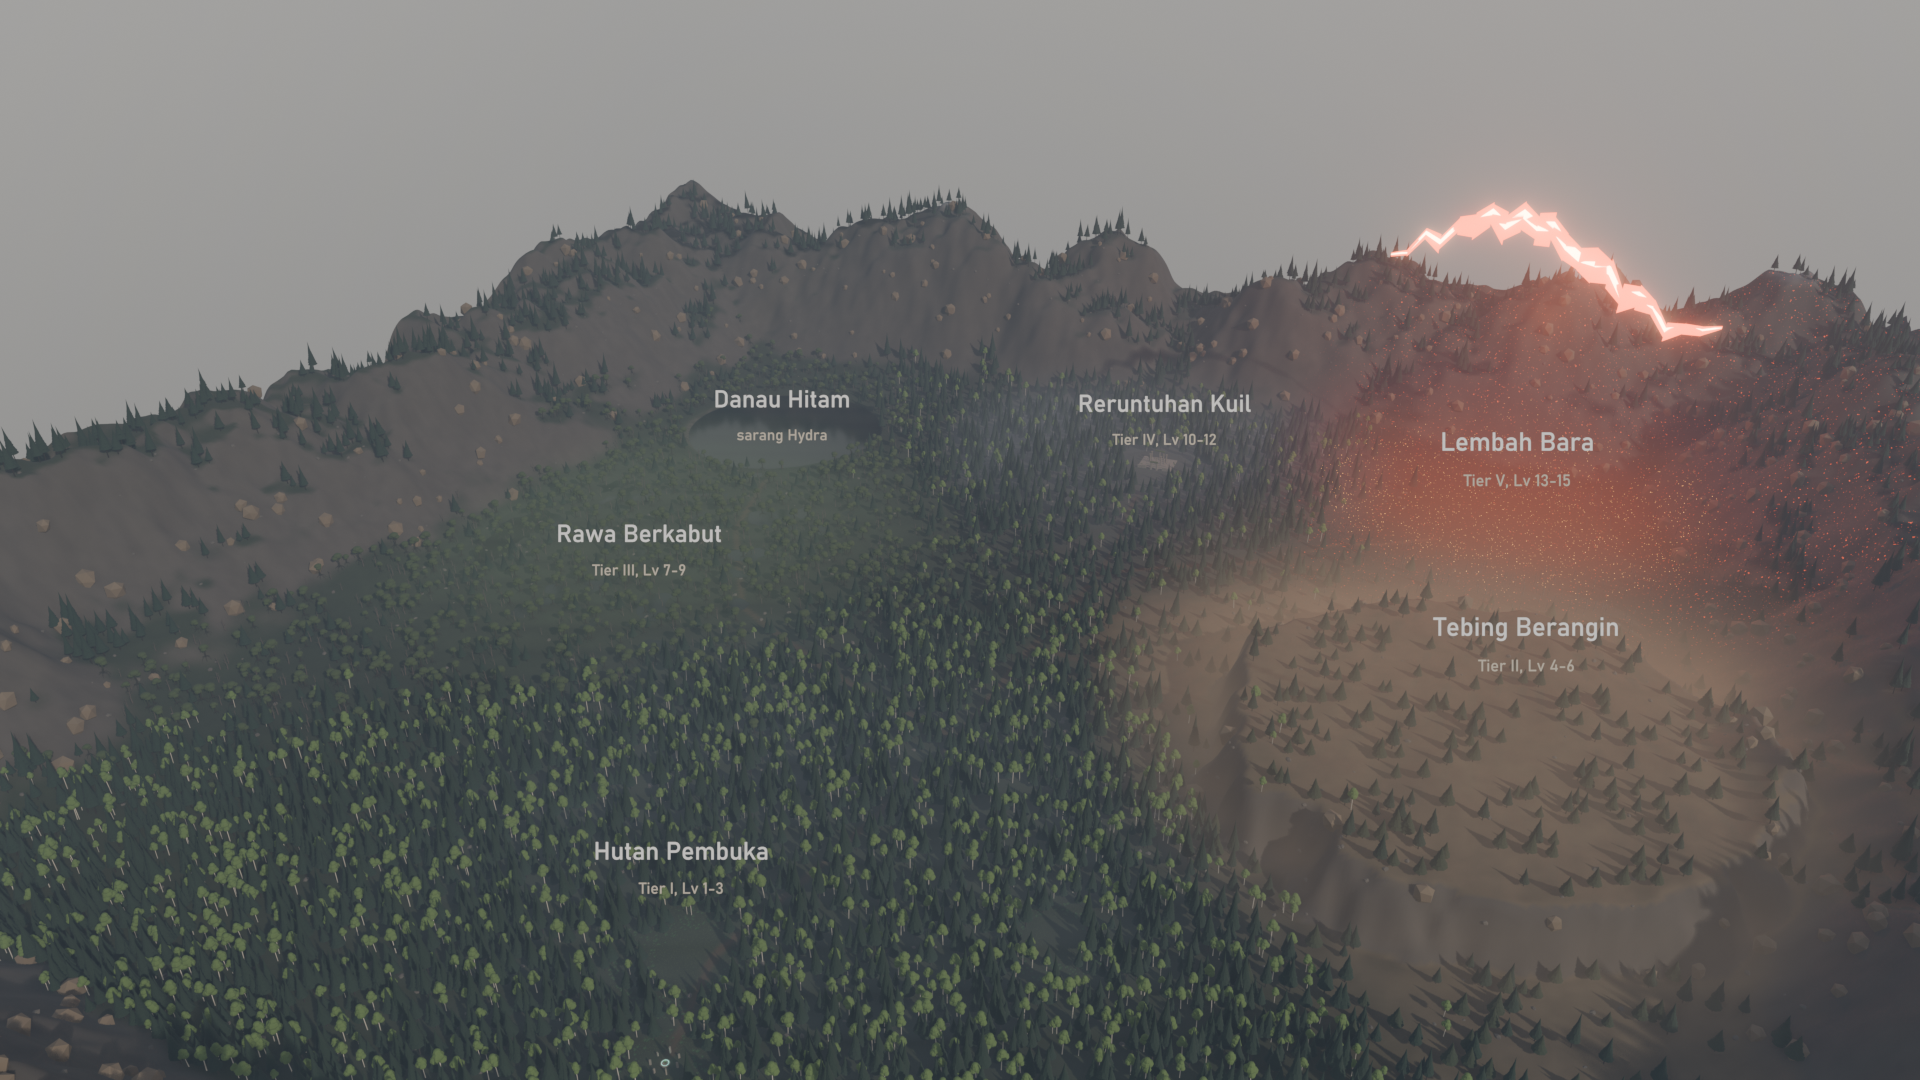 Danau Hitam
sarang Hydra
Reruntuhan Kuil
Tier IV, Lv 10-12
Lembah Bara
Tier V, Lv 13-15
Rawa Berkabut
Tier III, Lv 7-9
Tebing Berangin
Tier II, Lv 4-6
Hutan Pembuka
Tier I, Lv 1-3